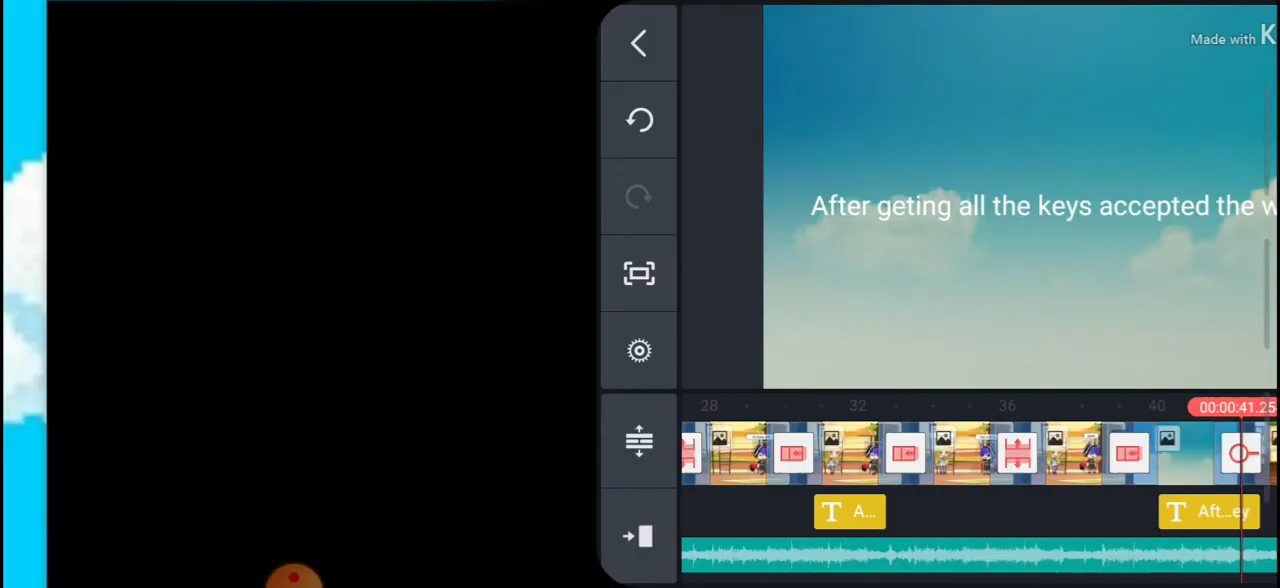 Made with K
After geting all the keys accepted the w
28
32
36
40
00:00:41.25
T A...
T Aft...ey